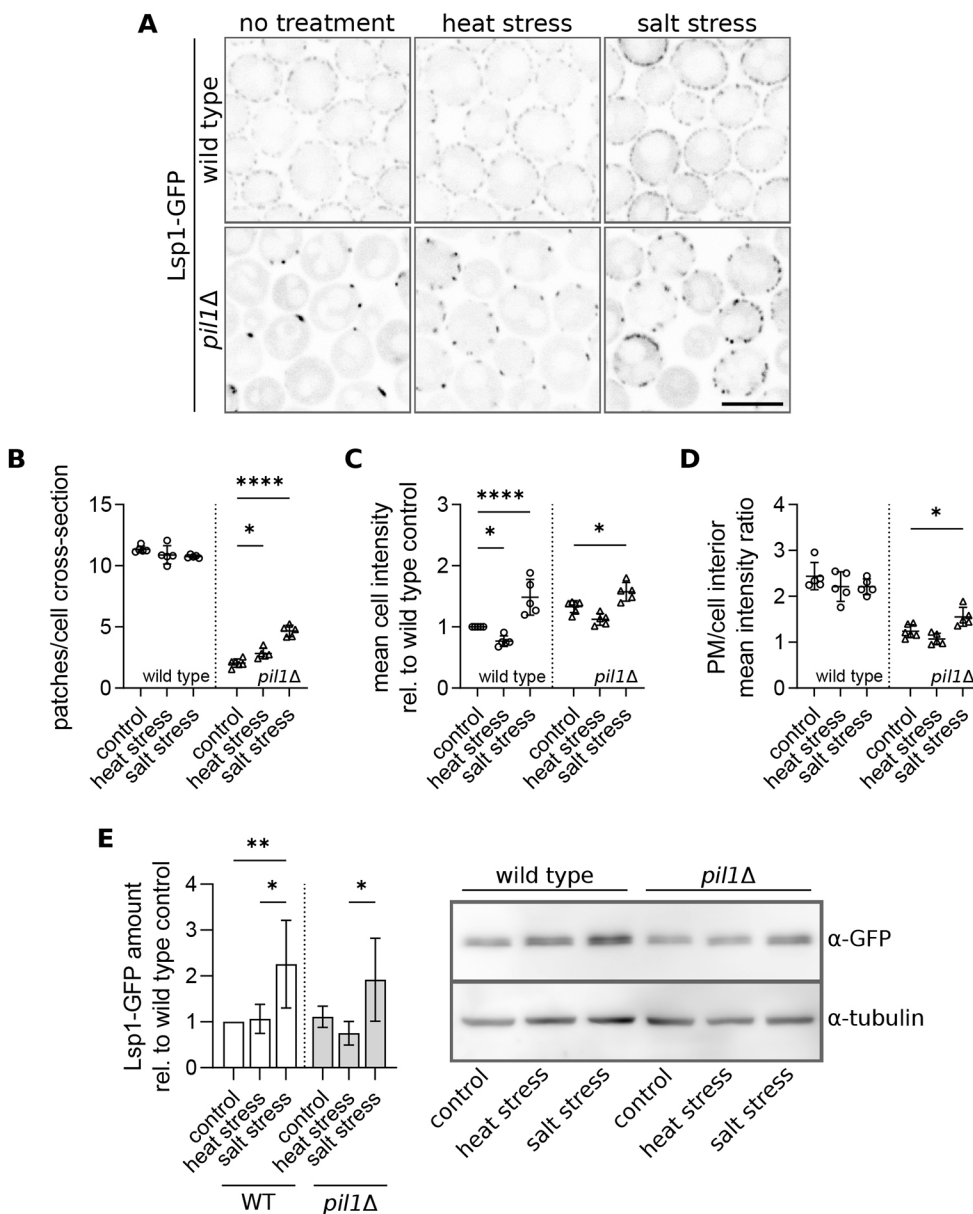 A
no treatment heat stress salt stress
Lsp1-GFP
wild type
pil1Δ
B
patches/cell cross-section
15
10
5
0
****
*
wild type pil1Δ
control
heat stress
salt stress
control
heat stress
salt stress
C
mean cell intensity
rel. to wild type control
3
2
1
0
****
*
*
wild type pil1Δ
control
heat stress
salt stress
control
heat stress
salt stress
D
PM/cell interior
mean intensity ratio
4
3
2
1
0
*
wild type pil1Δ
control
heat stress
salt stress
control
heat stress
salt stress
E
Lsp1-GFP amount
rel. to wild type control
4
3
2
1
0
**
*
*
control
heat stress
salt stress
control
heat stress
salt stress
WT pil1Δ
wild type pil1Δ
α-GFP
α-tubulin
control
heat stress
salt stress
control
heat stress
salt stress